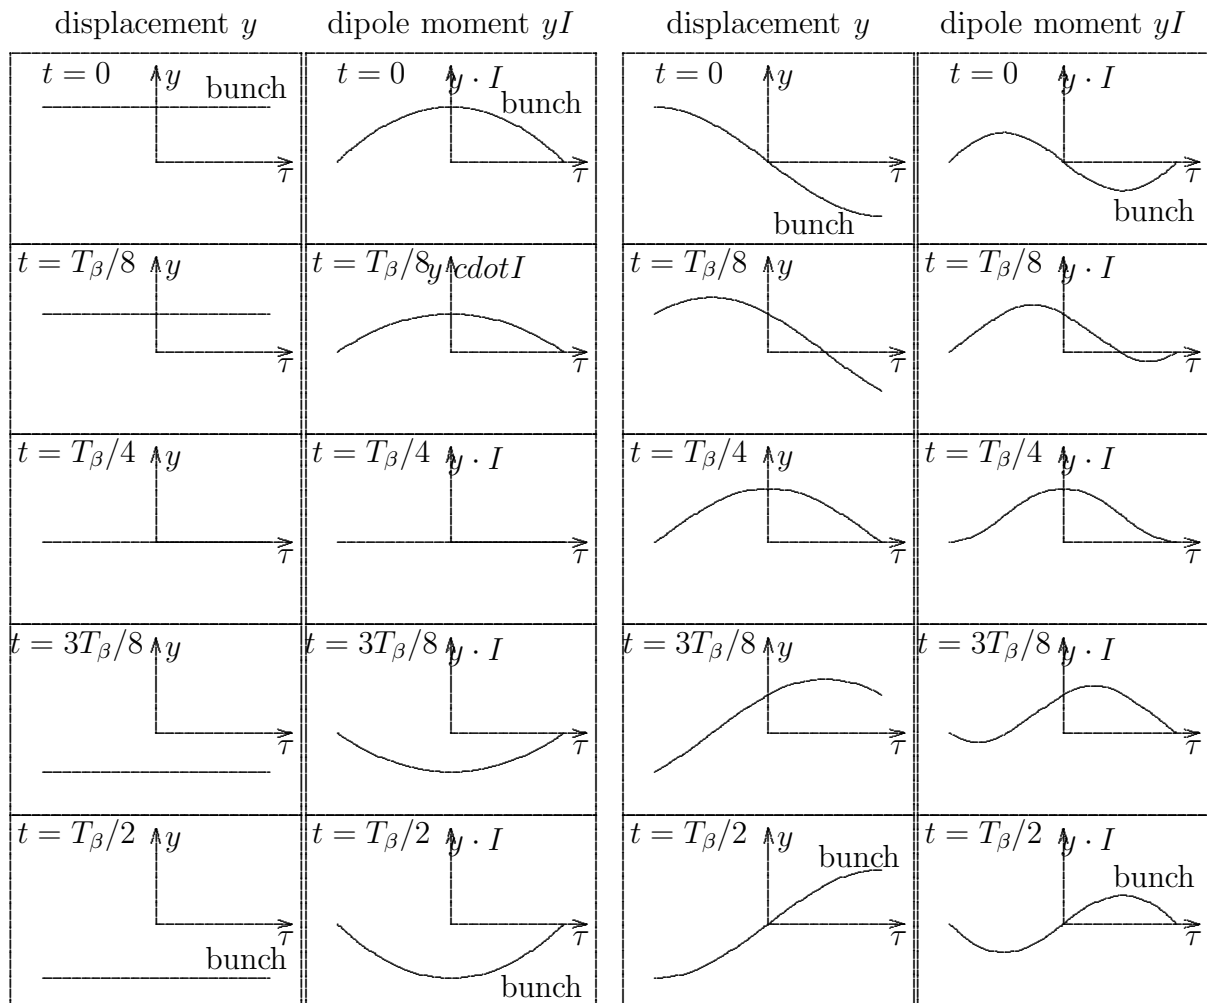 displacement y dipole moment yI displacement y dipole moment yI
t = 0 y t = 0 y · I y t = 0 y · I
bunch bunch
τ τ τ τ
bunch bunch
t = T_β/8 y t = T_β/8 y cdotI t = T_β/8 y t = T_β/8 y · I
τ τ τ τ
t = T_β/4 y t = T_β/4 y · I t = T_β/4 y t = T_β/4 y · I
τ τ τ τ
t = 3T_β/8 y t = 3T_β/8 y · I t = 3T_β/8 y t = 3T_β/8 y · I
τ τ τ τ
t = T_β/2 y t = T_β/2 y · I t = T_β/2 y t = T_β/2 y · I
bunch bunch
τ τ τ τ
bunch bunch